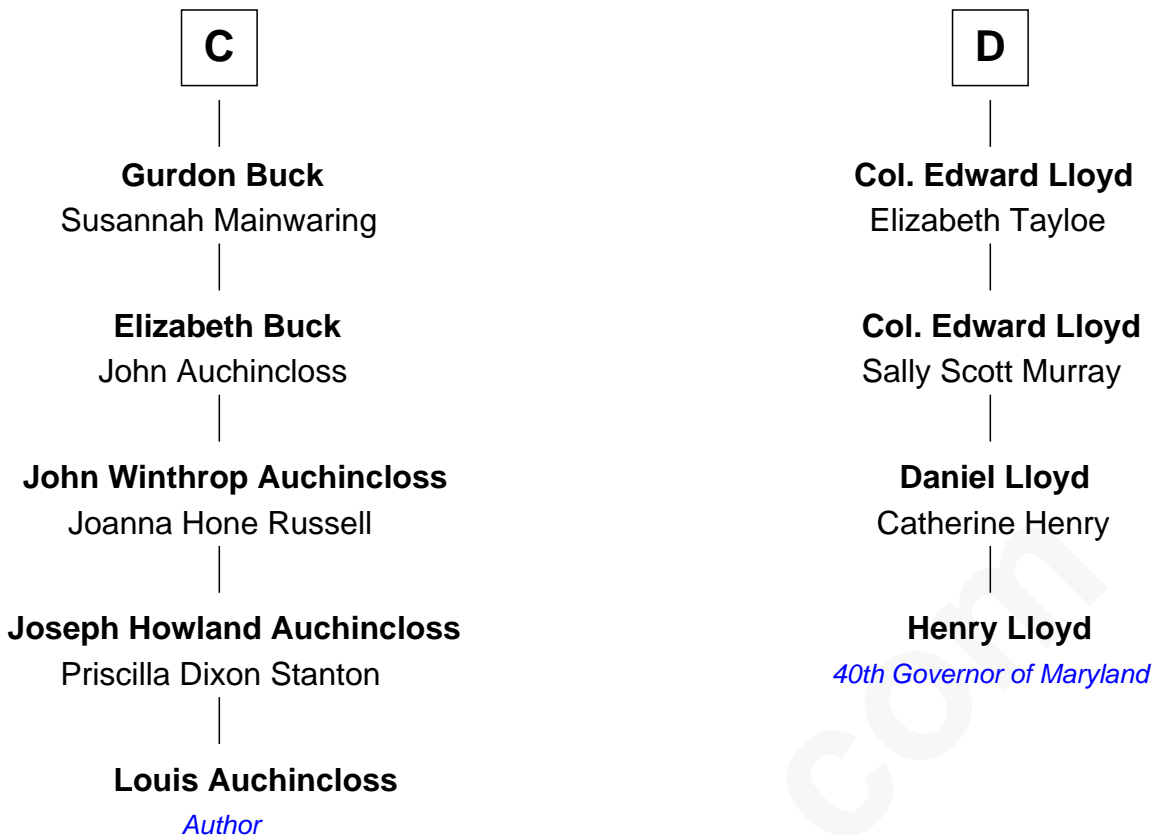 C
Gurdon Buck
Susannah Mainwaring
Elizabeth Buck
John Auchincloss
John Winthrop Auchincloss
Joanna Hone Russell
Joseph Howland Auchincloss
Priscilla Dixon Stanton
Louis Auchincloss
Author
D
Col. Edward Lloyd
Elizabeth Tayloe
Col. Edward Lloyd
Sally Scott Murray
Daniel Lloyd
Catherine Henry
Henry Lloyd
40th Governor of Maryland
com